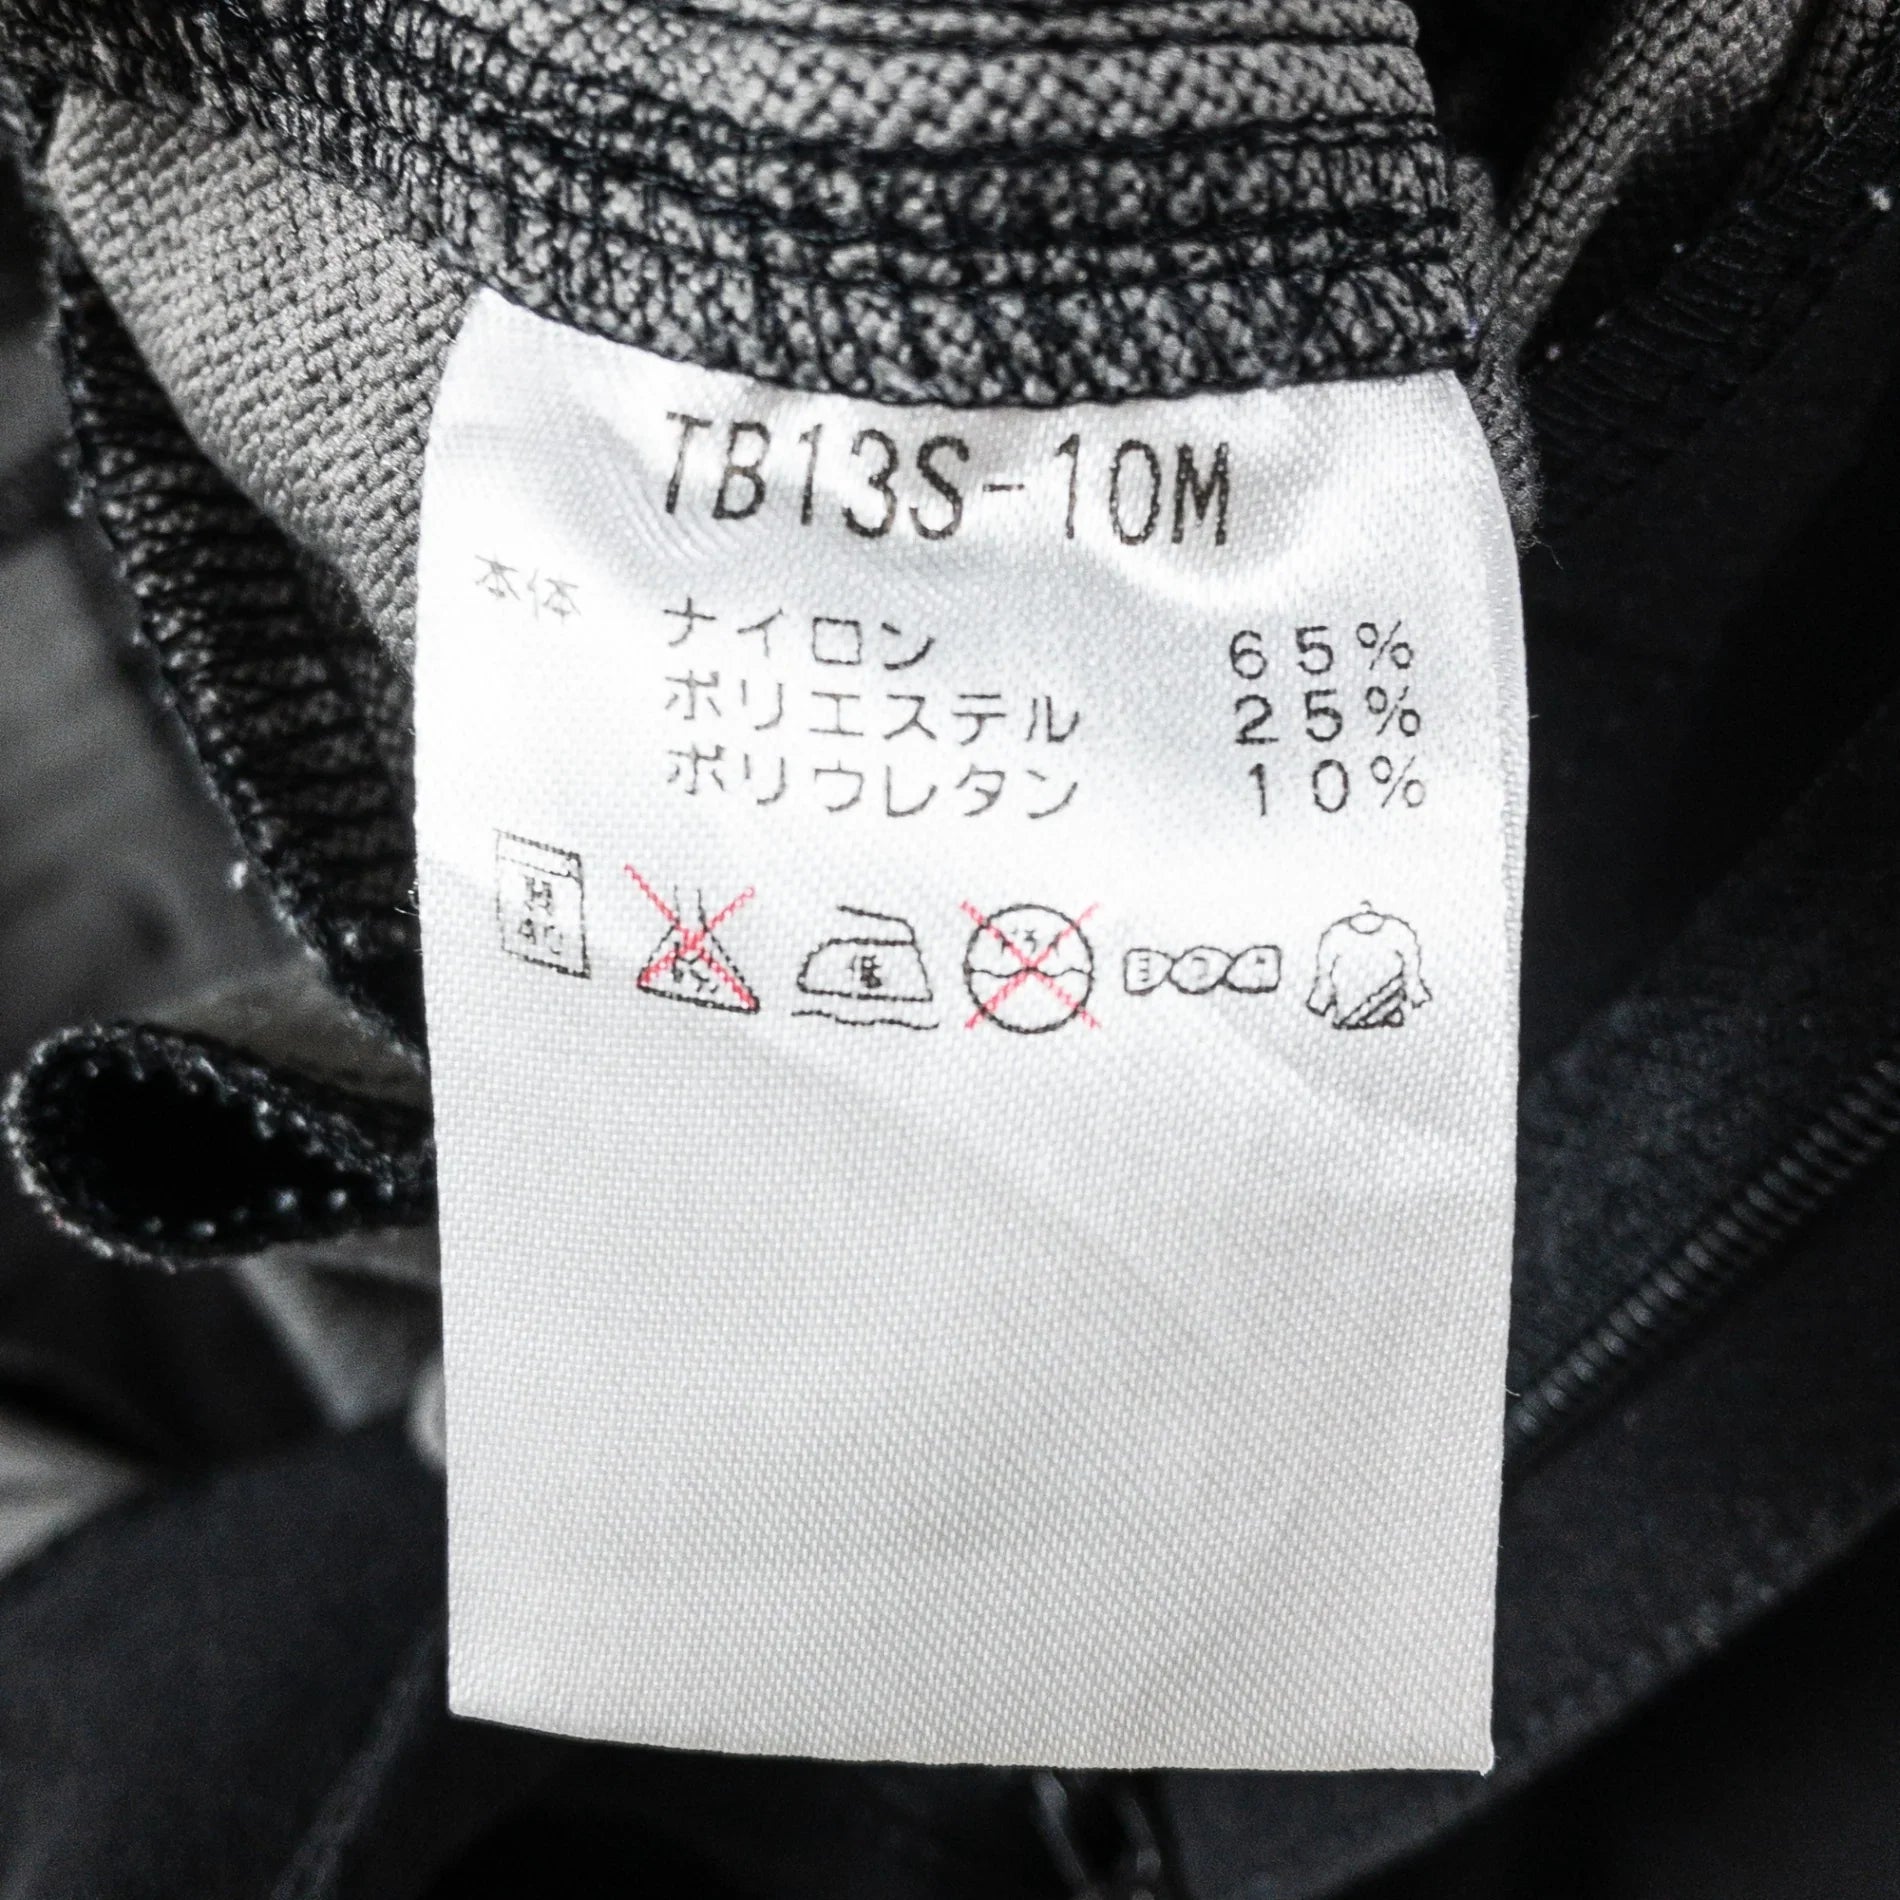 TB13S-10M
本体 ナイロン 65%
ポリエステル 25%
ポリウレタン 10%
低